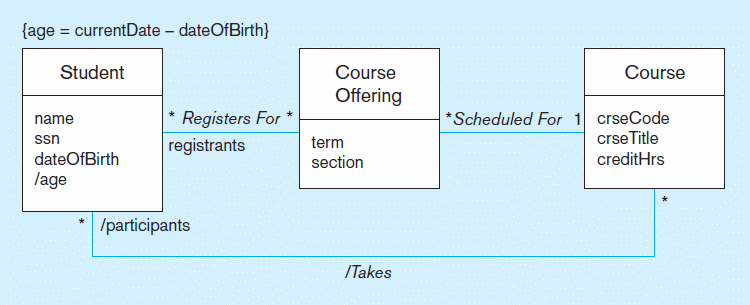 {age = currentDate – dateOfBirth}
Student
name
ssn
dateOfBirth
/age
* Registers For *
registrants
Course
Offering
term
section
* Scheduled For 1
Course
crseCode
crseTitle
creditHrs
* /participants
*
/Takes